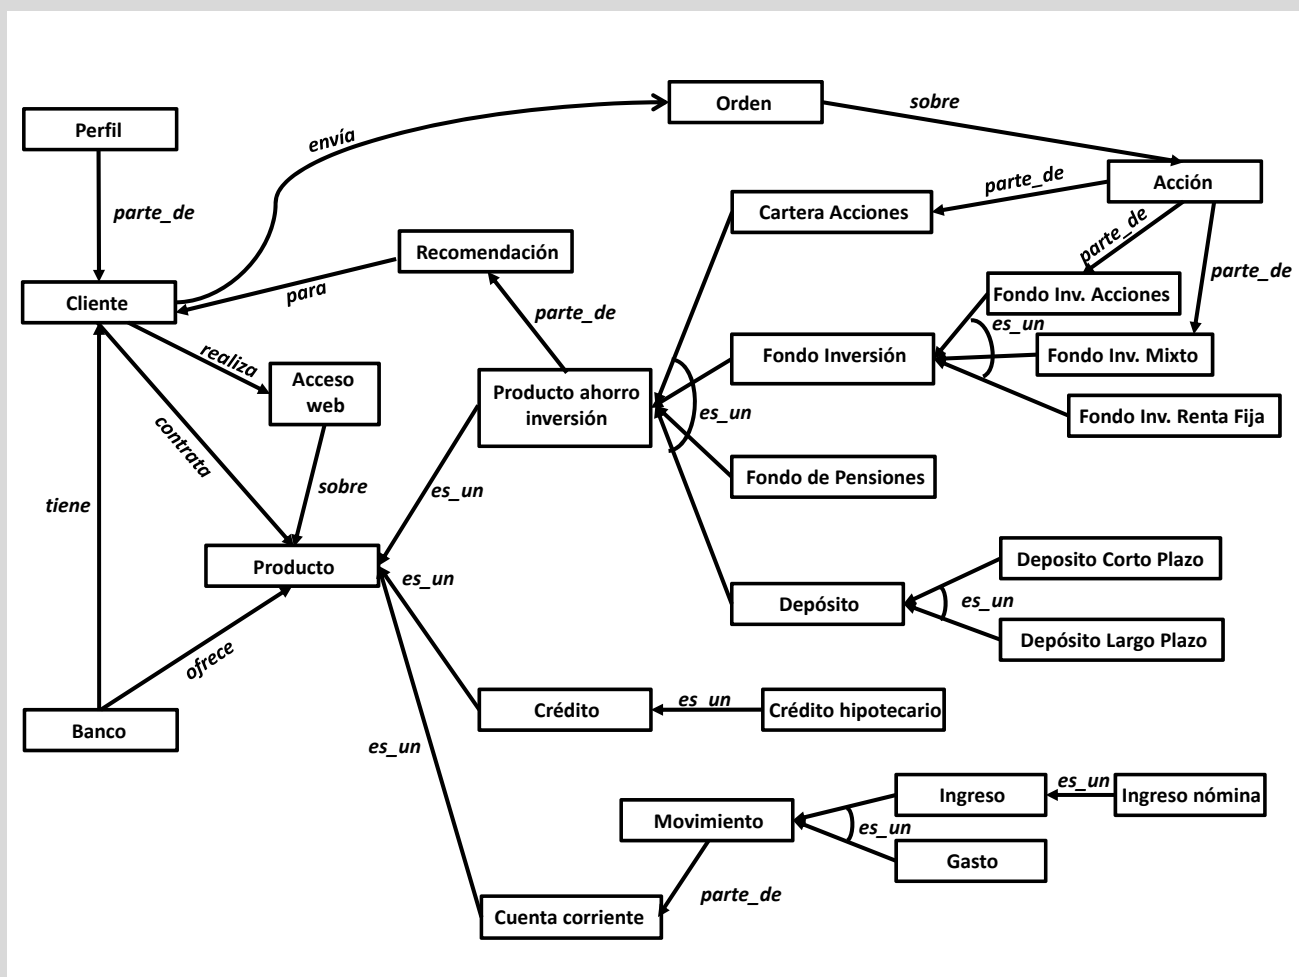 Orden
sobre
Perfil
envía
Acción
parte_de
Cartera Acciones
parte_de
parte_de
Recomendación
parte_de
para
Cliente
parte_de
Fondo Inv. Acciones
es_un
realiza
Fondo Inversión
Fondo Inv. Mixto
Acceso
web
Producto ahorro
inversión
es_un
Fondo Inv. Renta Fija
contrata
sobre
es_un
Fondo de Pensiones
tiene
Producto
es_un
Deposito Corto Plazo
Depósito
es_un
Depósito Largo Plazo
ofrece
Banco
Crédito
es_un
Crédito hipotecario
es_un
Ingreso
es_un
Ingreso nómina
Movimiento
es_un
Gasto
parte_de
Cuenta corriente